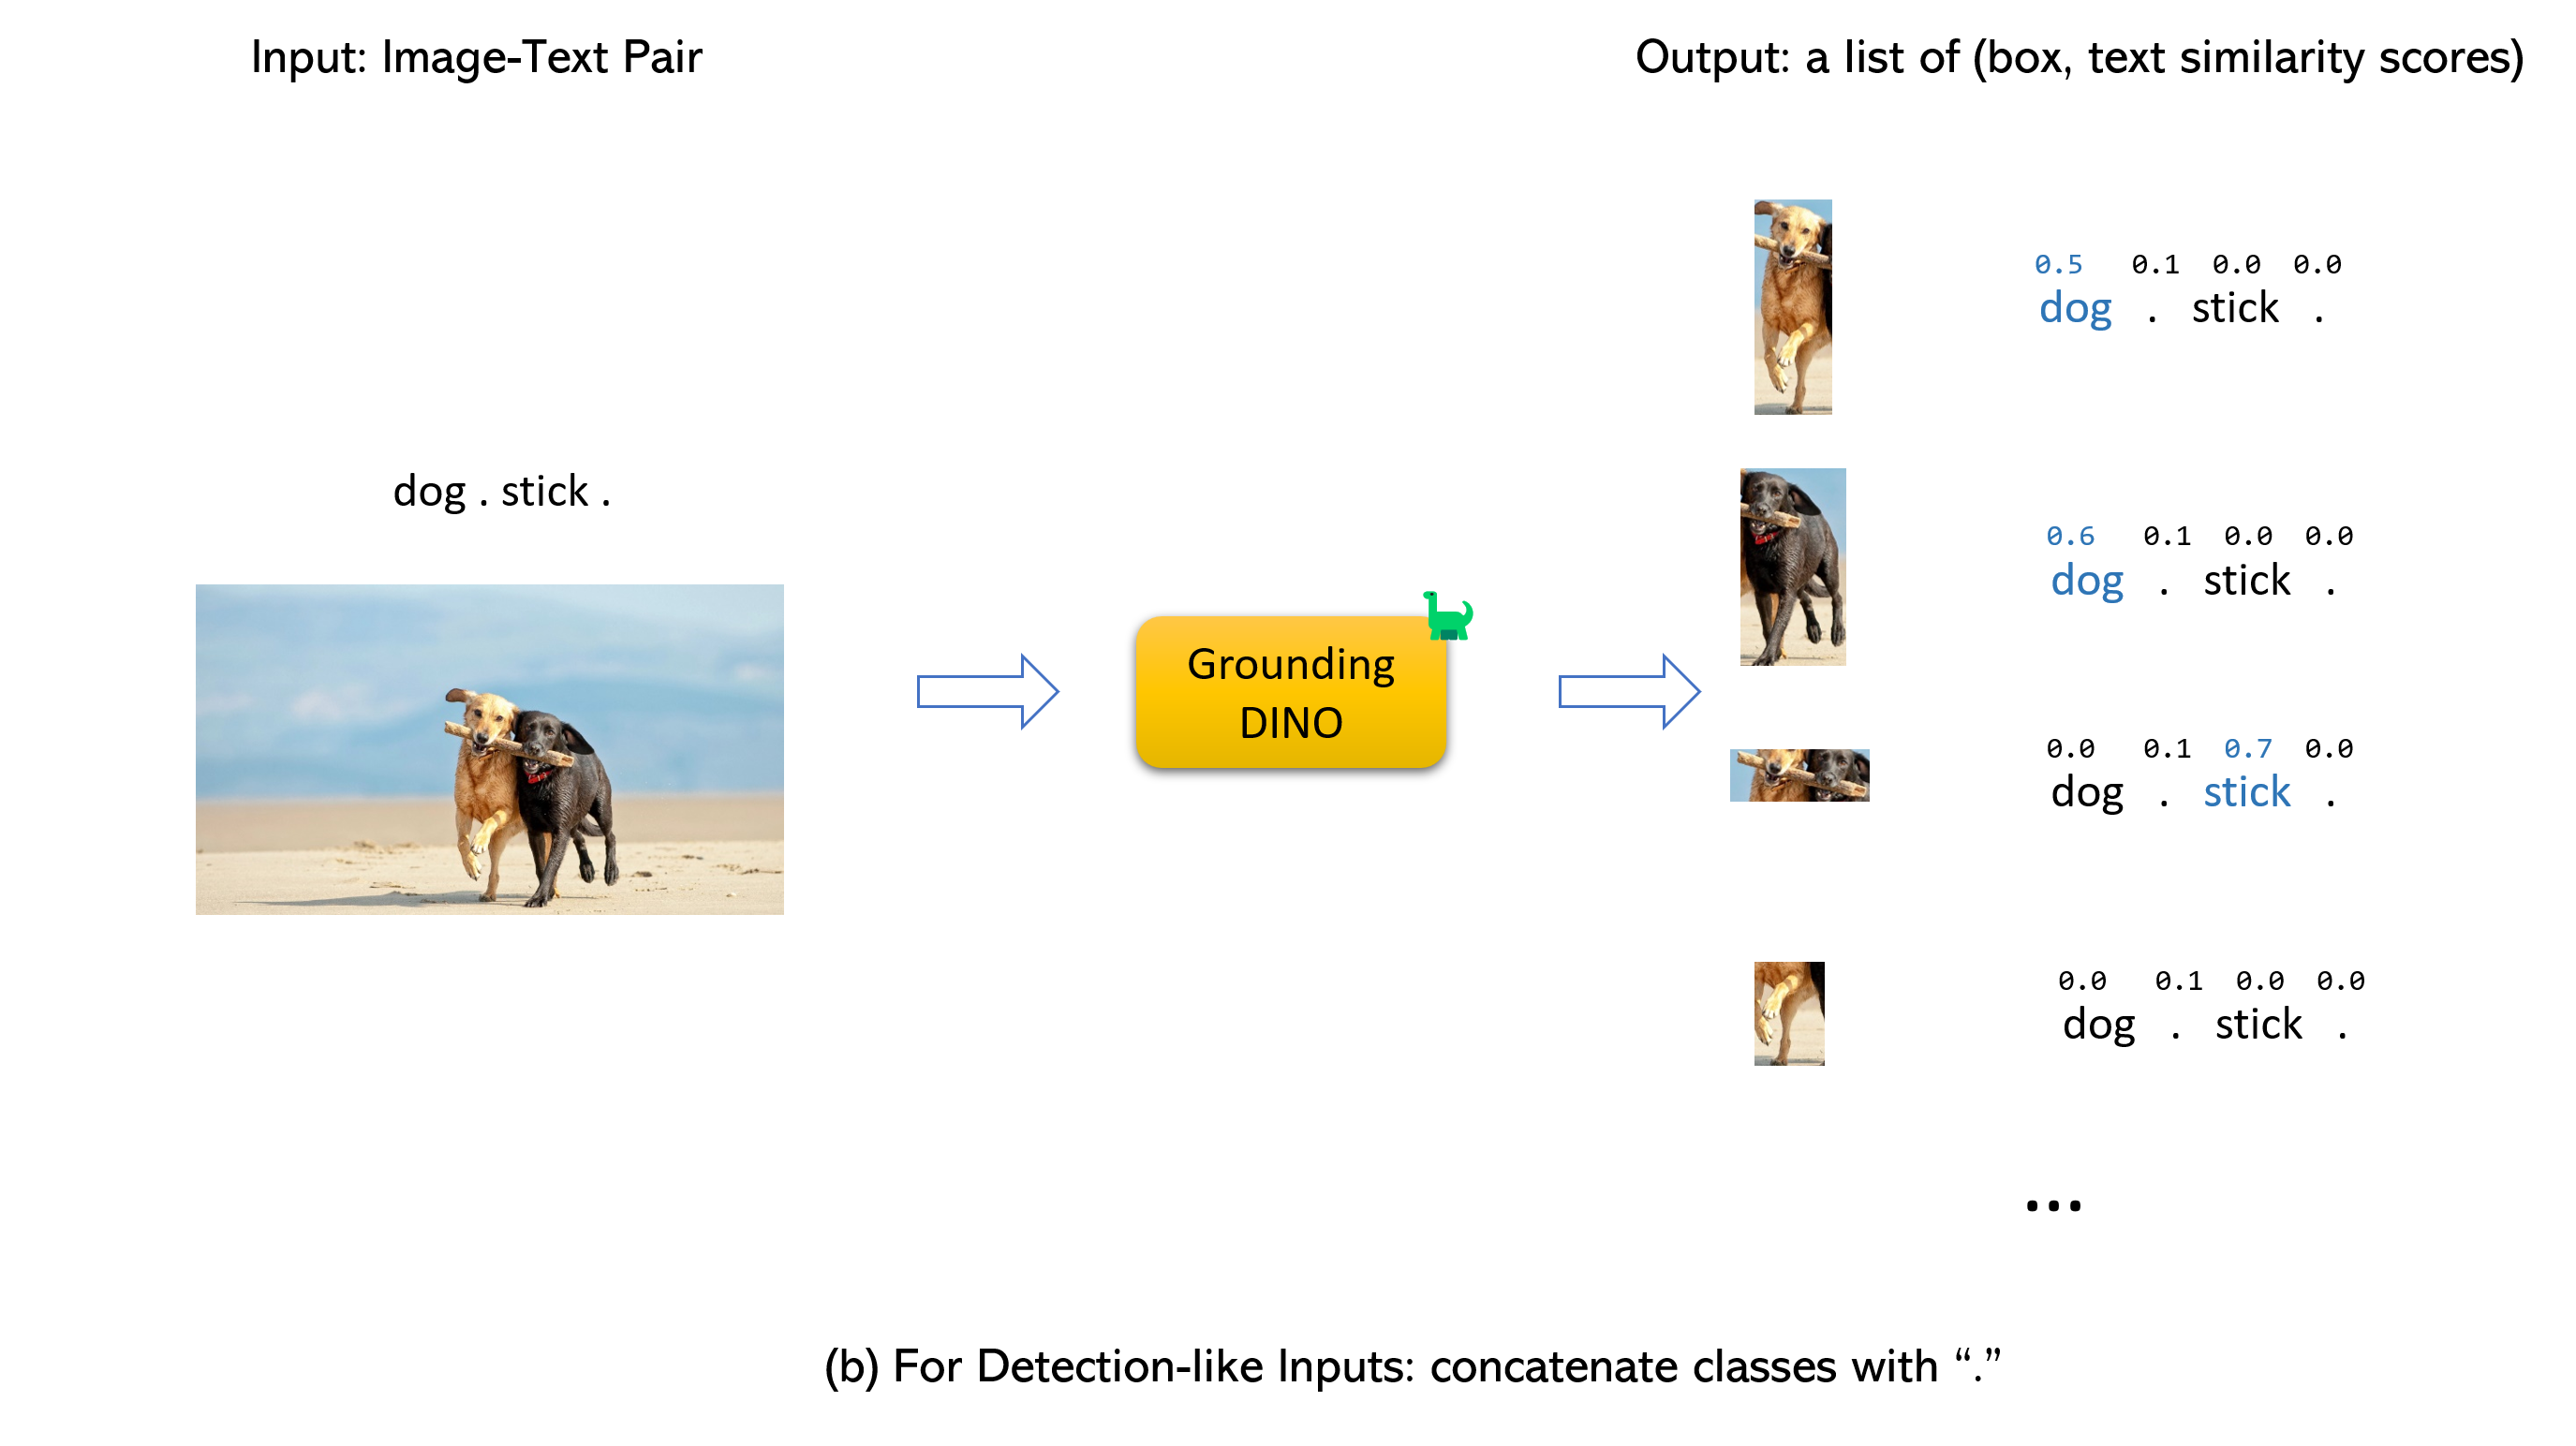 Input: Image-Text Pair
Output: a list of (box, text similarity scores)
dog . stick .
Grounding
DINO
0.5 0.1 0.0 0.0
dog . stick .
0.6 0.1 0.0 0.0
dog . stick .
0.0 0.1 0.7 0.0
dog . stick .
0.0 0.1 0.0 0.0
dog . stick .
...
(b) For Detection-like Inputs: concatenate classes with “.”